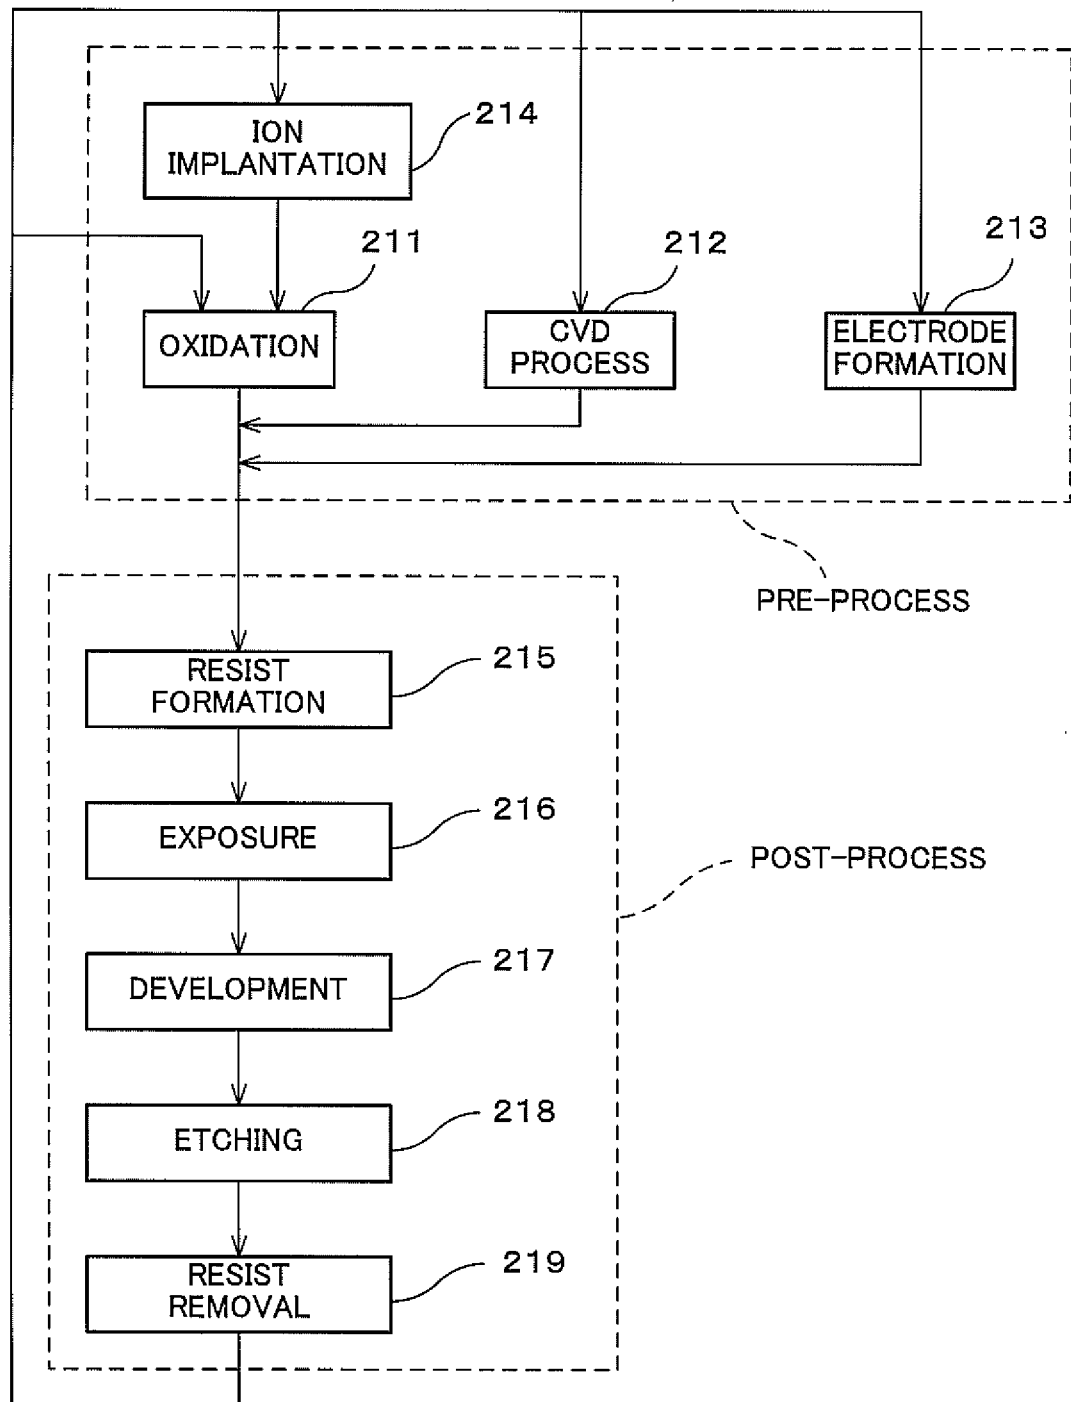 ION
IMPLANTATION
214
211
212
213
OXIDATION
CVD
PROCESS
ELECTRODE
FORMATION
PRE-PROCESS
RESIST
FORMATION
215
EXPOSURE
216
POST-PROCESS
DEVELOPMENT
217
ETCHING
218
RESIST
REMOVAL
219